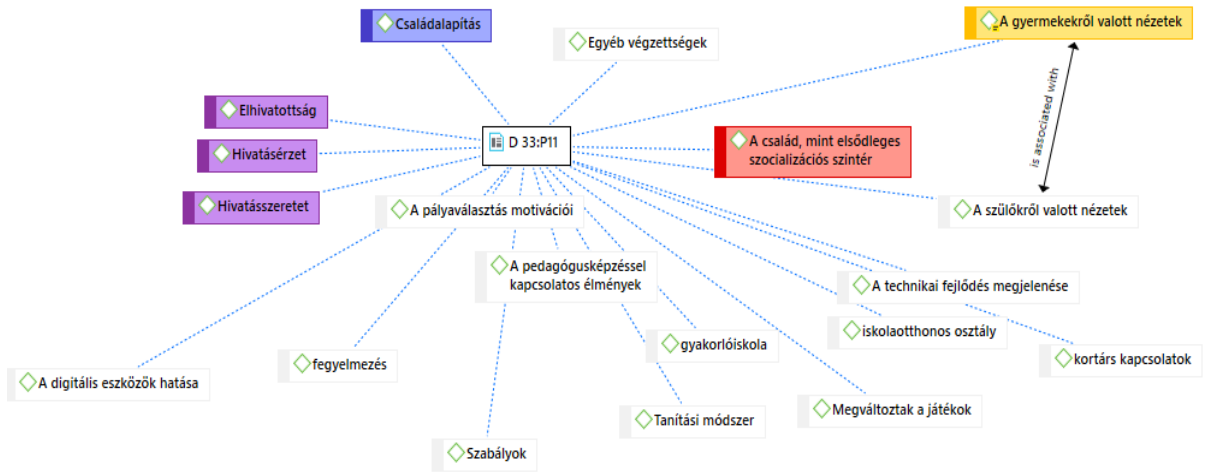 Családalapítás
A gyermekekről valott nézetek
Egyéb végzettségek
is associated with
Elhivatottság
D 33:P11
A család, mint elsődleges
szocializációs szintér
Hivatásérzet
Hivatásszeretet
A pályaválasztás motivációi
A szülőkről valott nézetek
A pedagógusképzéssel
kapcsolatos élmények
A technikai fejlődés megjelenése
iskolaotthonos osztály
gyakorlóiskola
kortárs kapcsolatok
fegyelmezés
A digitális eszközök hatása
Megváltoztak a játékok
Tanítási módszer
Szabályok